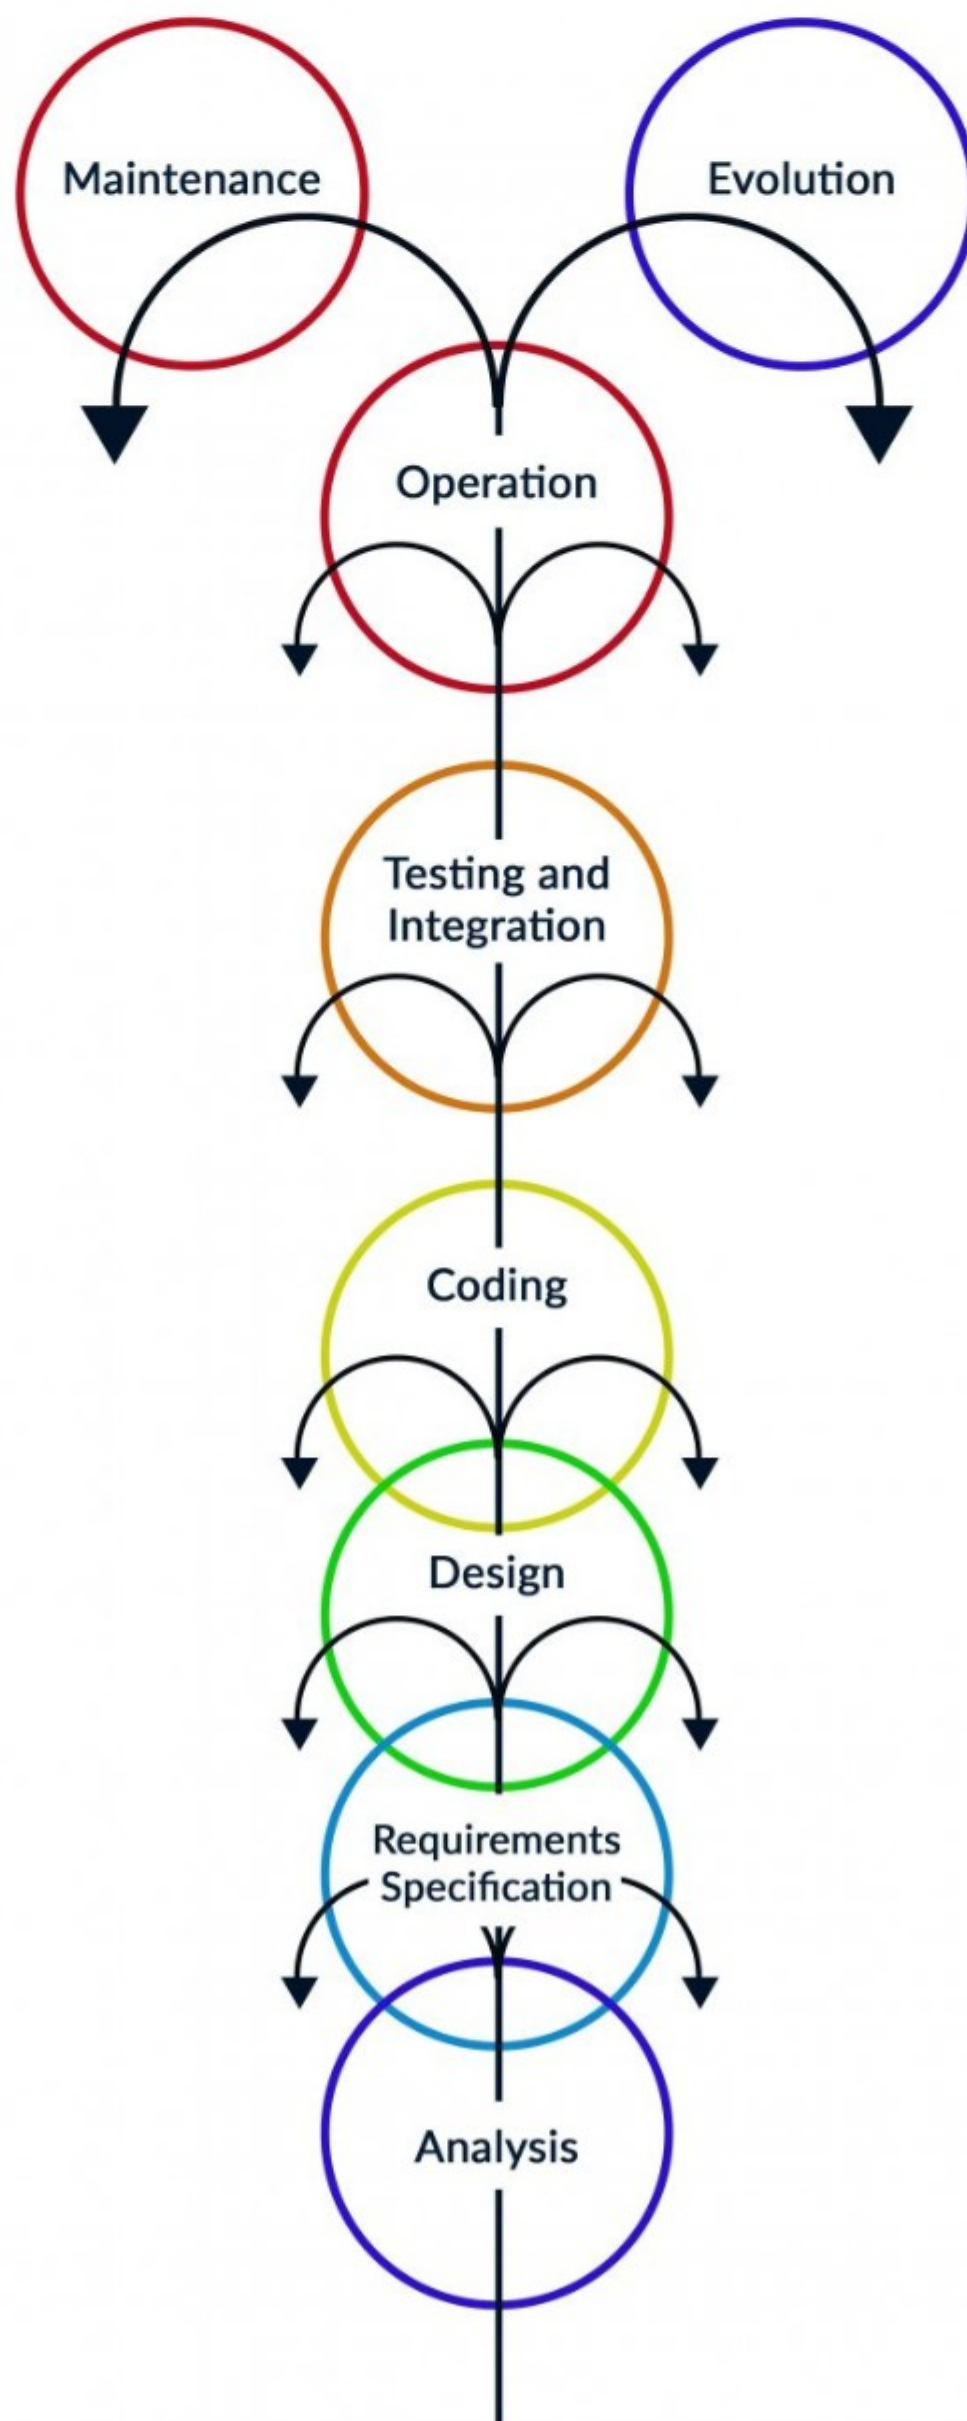 Maintenance
Evolution
Operation
Testing and
Integration
Coding
Design
Requirements
Specification
Analysis